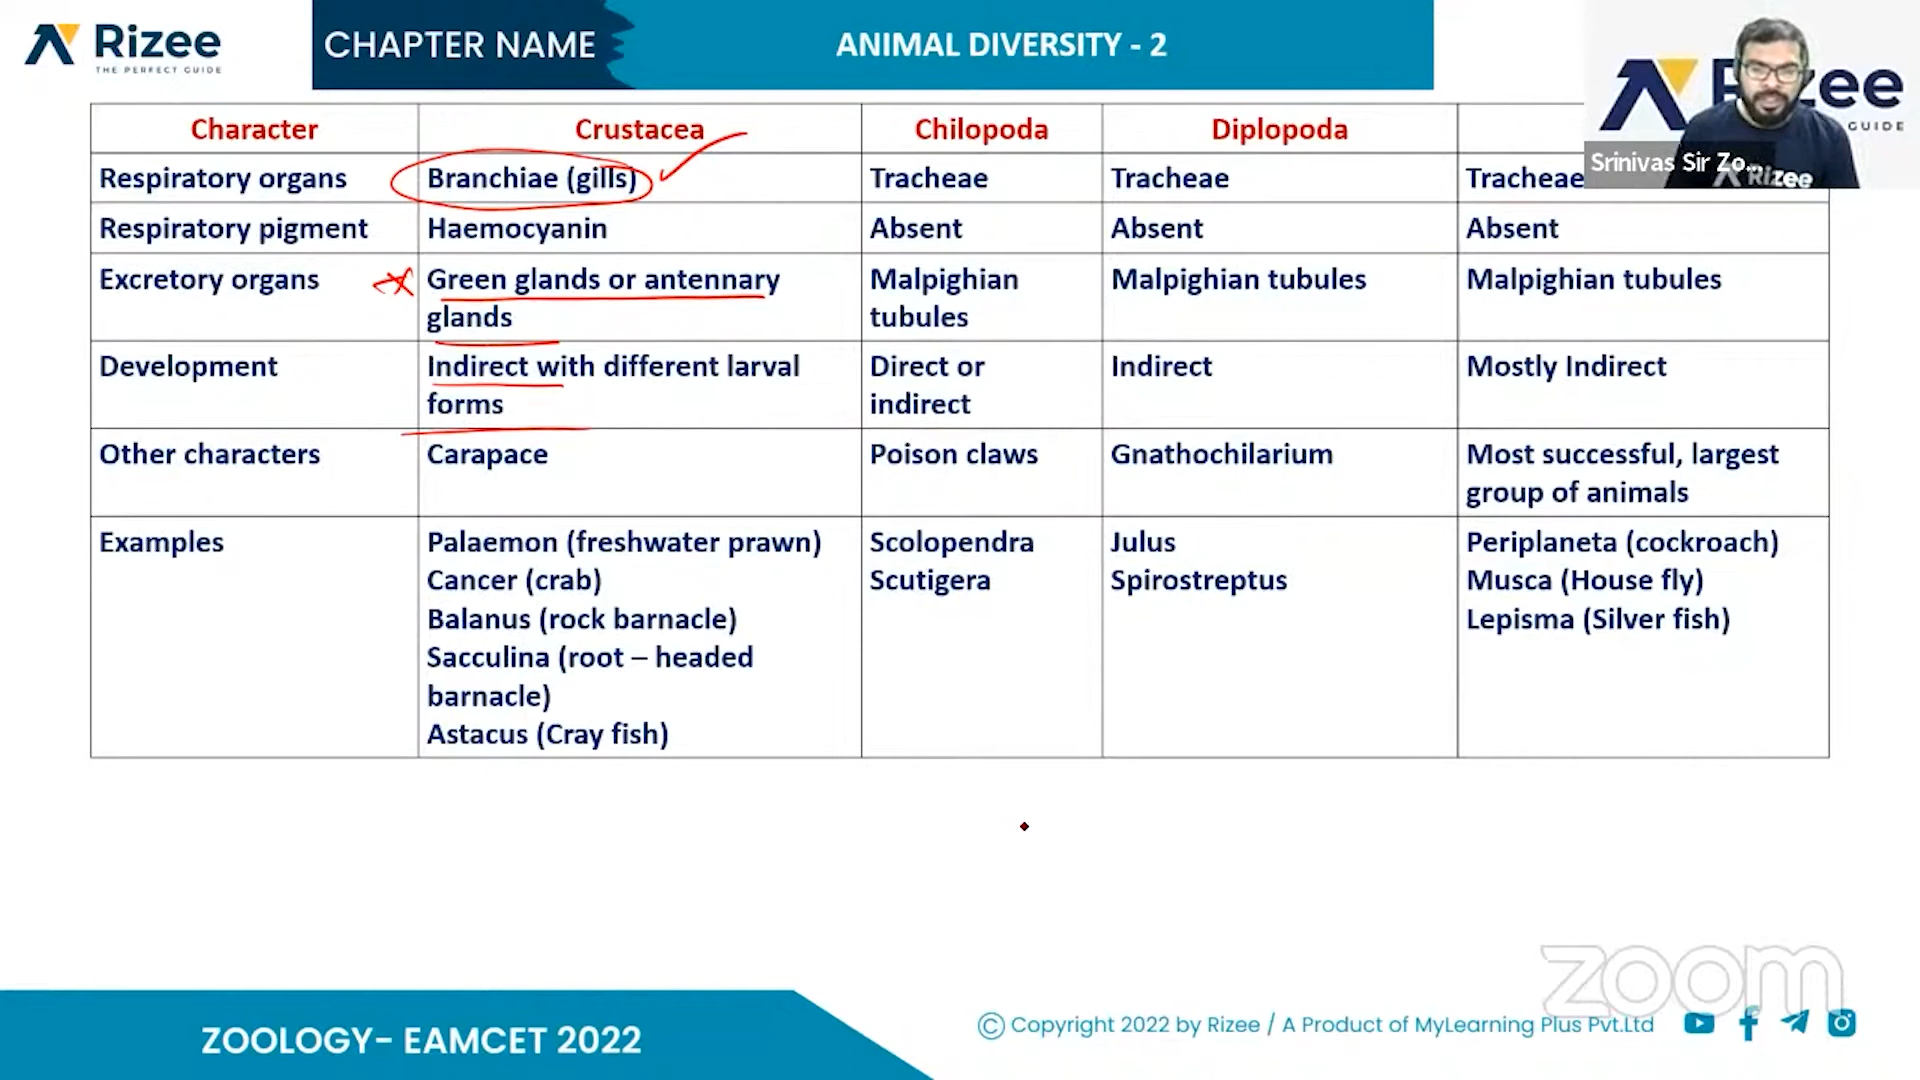 Rizee
THE PERFECT GUIDE
CHAPTER NAME
ANIMAL DIVERSITY - 2
zee
GUIDE
Srinivas Sir Zo...
Rizee
Character Crustacea Chilopoda Diplopoda
Respiratory organs Branchiae (gills) Tracheae Tracheae Tracheae
Respiratory pigment Haemocyanin Absent Absent Absent
Excretory organs Green glands or antennary Malpighian Malpighian tubules Malpighian tubules
glands tubules
Development Indirect with different larval Direct or Indirect Mostly Indirect
forms indirect
Other characters Carapace Poison claws Gnathochilarium Most successful, largest
group of animals
Examples Palaemon (freshwater prawn) Scolopendra Julus Periplaneta (cockroach)
Cancer (crab) Scutigera Spirostreptus Musca (House fly)
Balanus (rock barnacle) Lepisma (Silver fish)
Sacculina (root – headed
barnacle)
Astacus (Cray fish)
zoom
ZOOLOGY- EAMCET 2022
© Copyright 2022 by Rizee / A Product of MyLearning Plus Pvt.Ltd